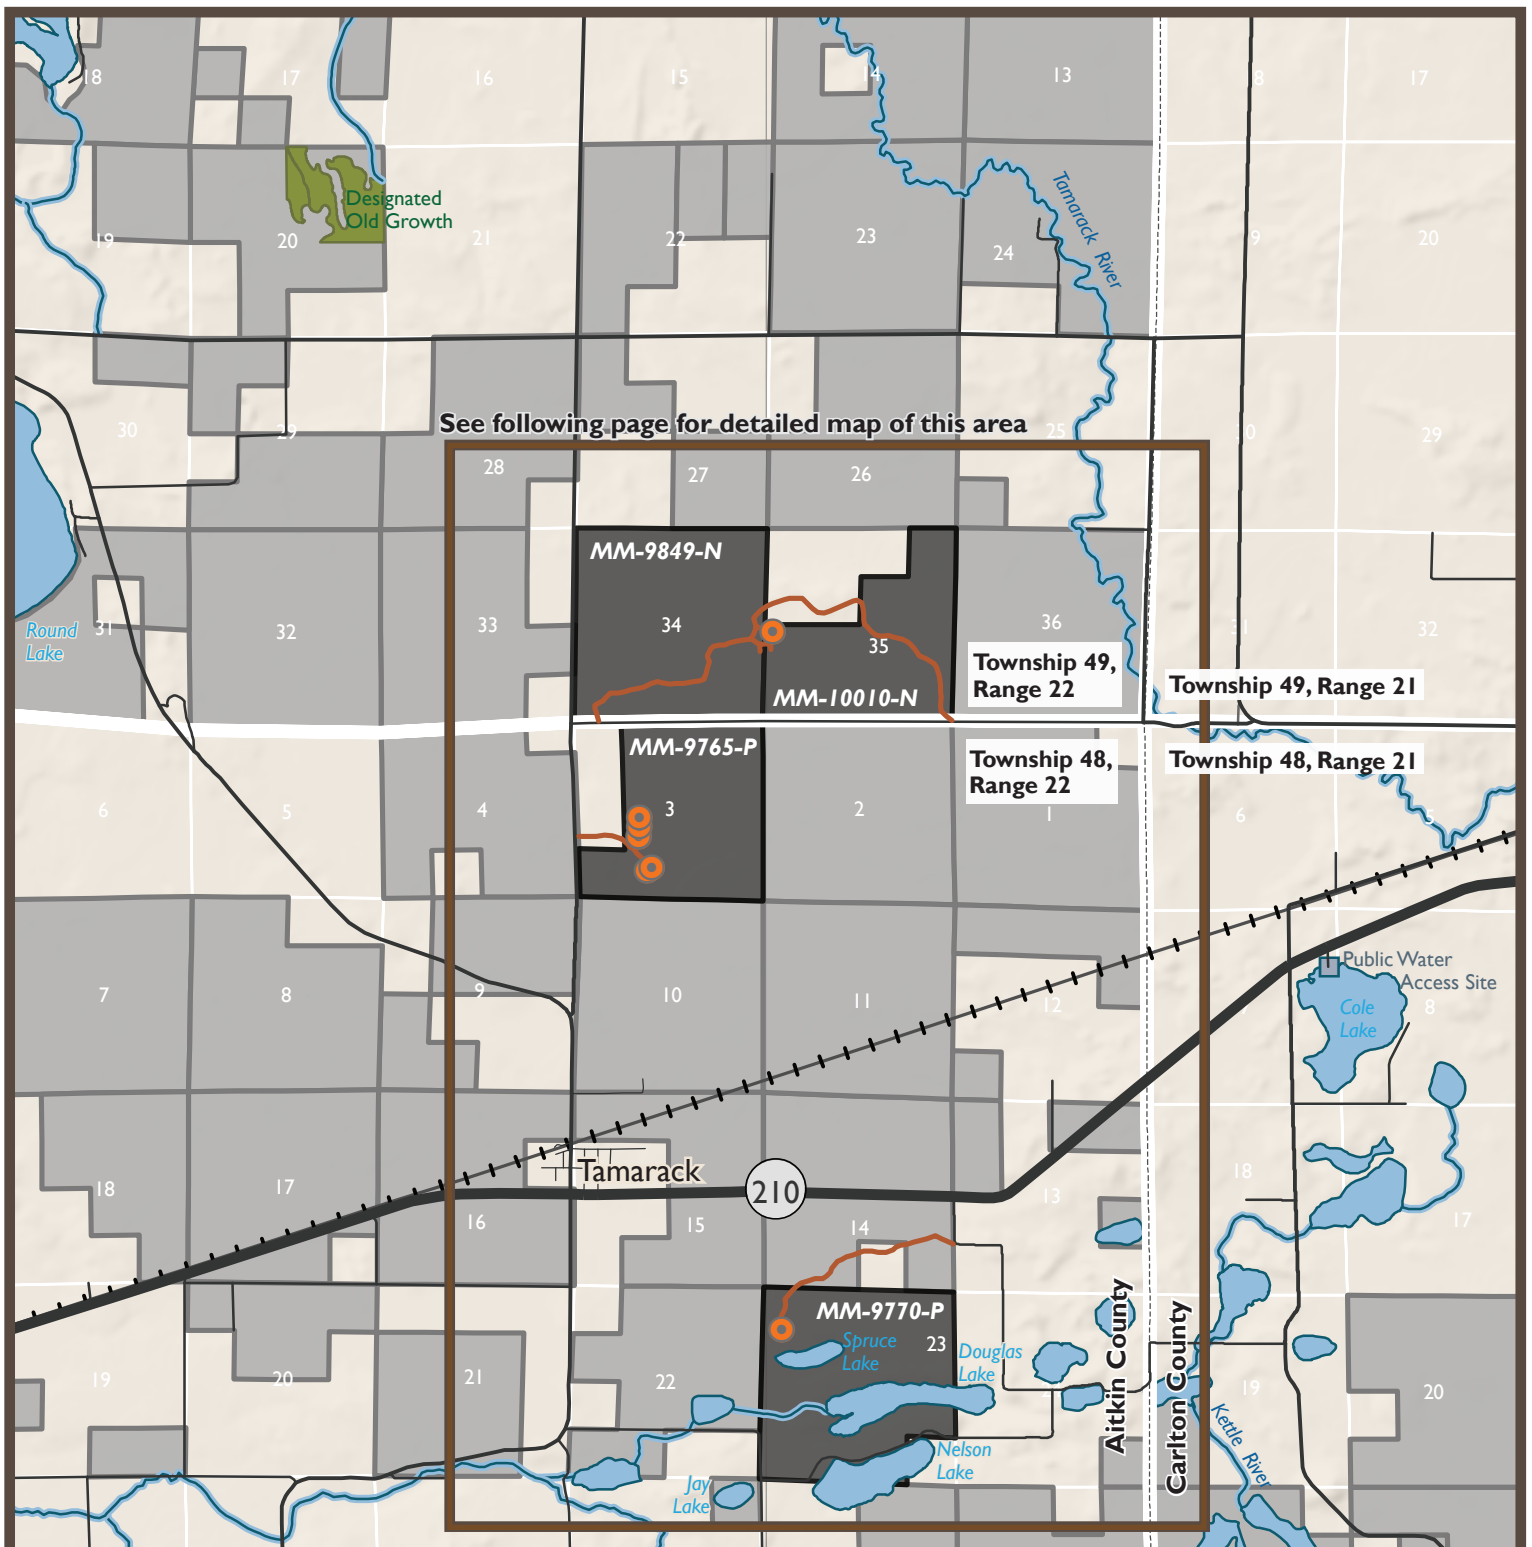 18
17
16
15
14
13
8
17
Designated
Old Growth
Tamarack River
19
20
21
22
23
24
9
20
30
29
See following page for detailed map of this area
25
30
29
28
27
26
MM-9849-N
Round
Lake
31
32
33
34
35
36
31
32
MM-10010-N
Township 49,
Range 22
Township 49, Range 21
MM-9765-P
Township 48,
Range 22
Township 48, Range 21
6
5
4
3
2
1
6
5
7
8
9
10
11
12
Public Water
Access Site
Cole
Lake
8
Tamarack
210
18
17
16
15
14
13
18
17
MM-9770-P
Spruce
Lake
23
Douglas
Lake
Aitkin County
Carlton County
19
20
21
22
19
20
Kettle River
Nelson
Lake
Jay
Lake